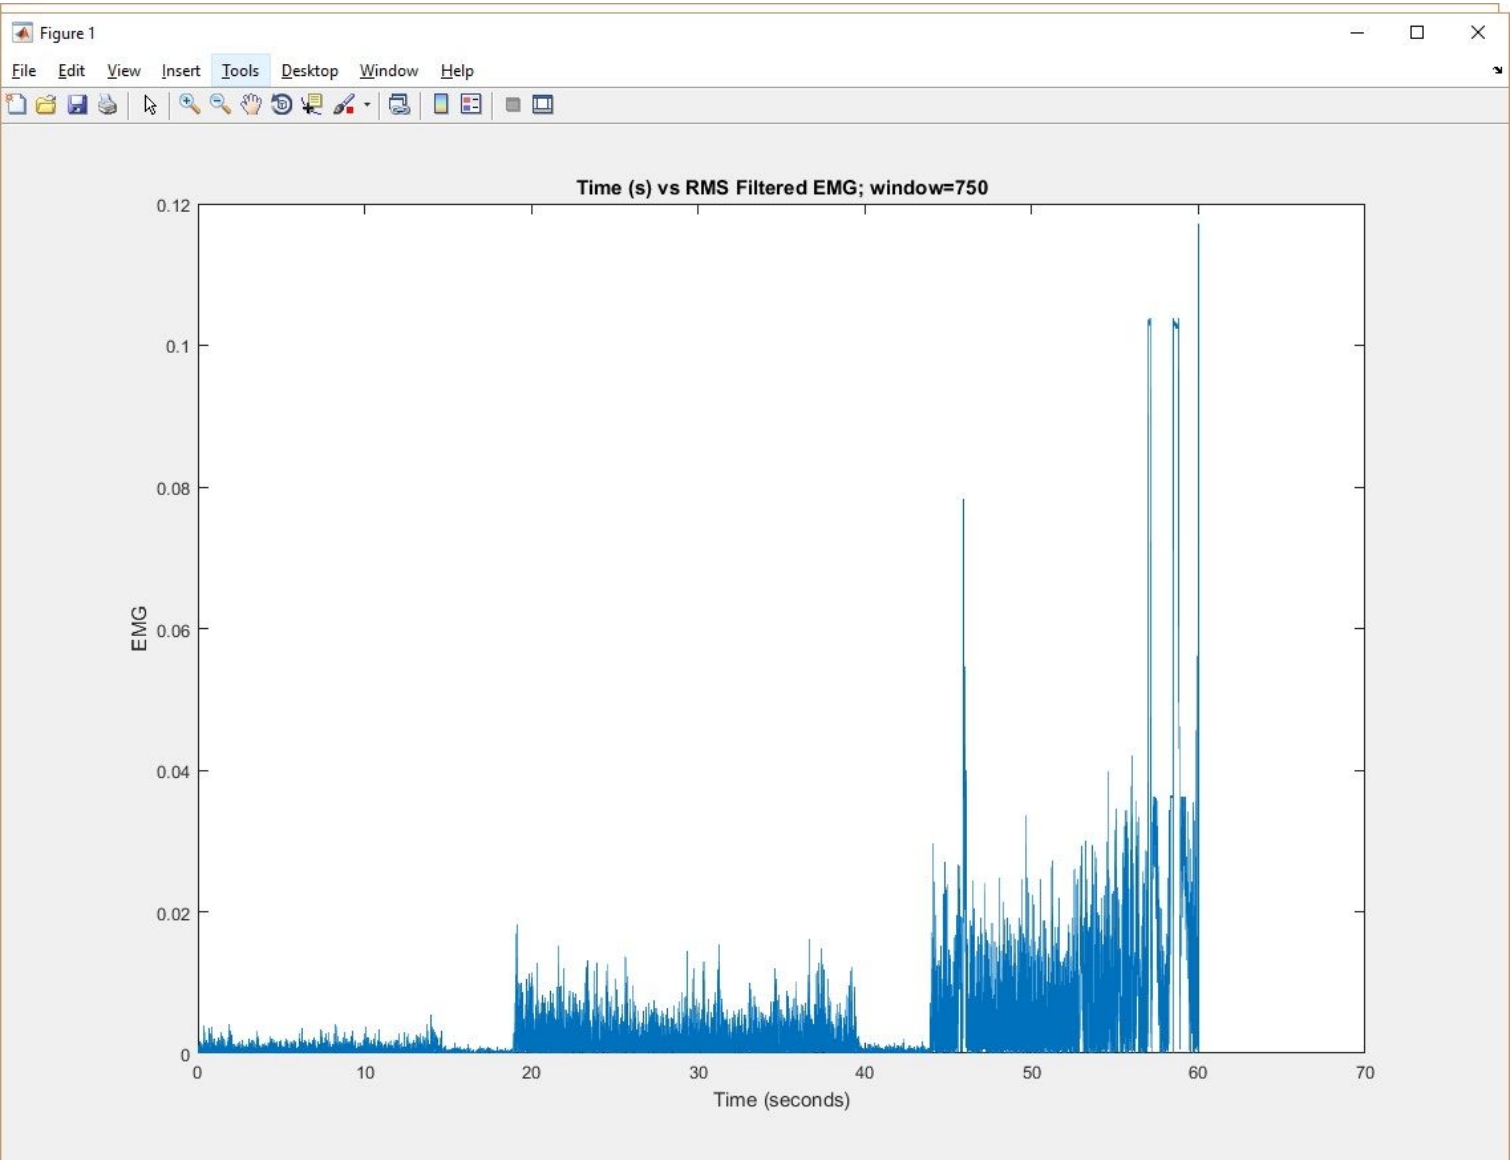 Figure 1
File Edit View Insert Tools Desktop Window Help
Time (s) vs RMS Filtered EMG; window=750
0.12
0.1
0.08
0.06
0.04
0.02
0
EMG
0 10 20 30 40 50 60 70
Time (seconds)